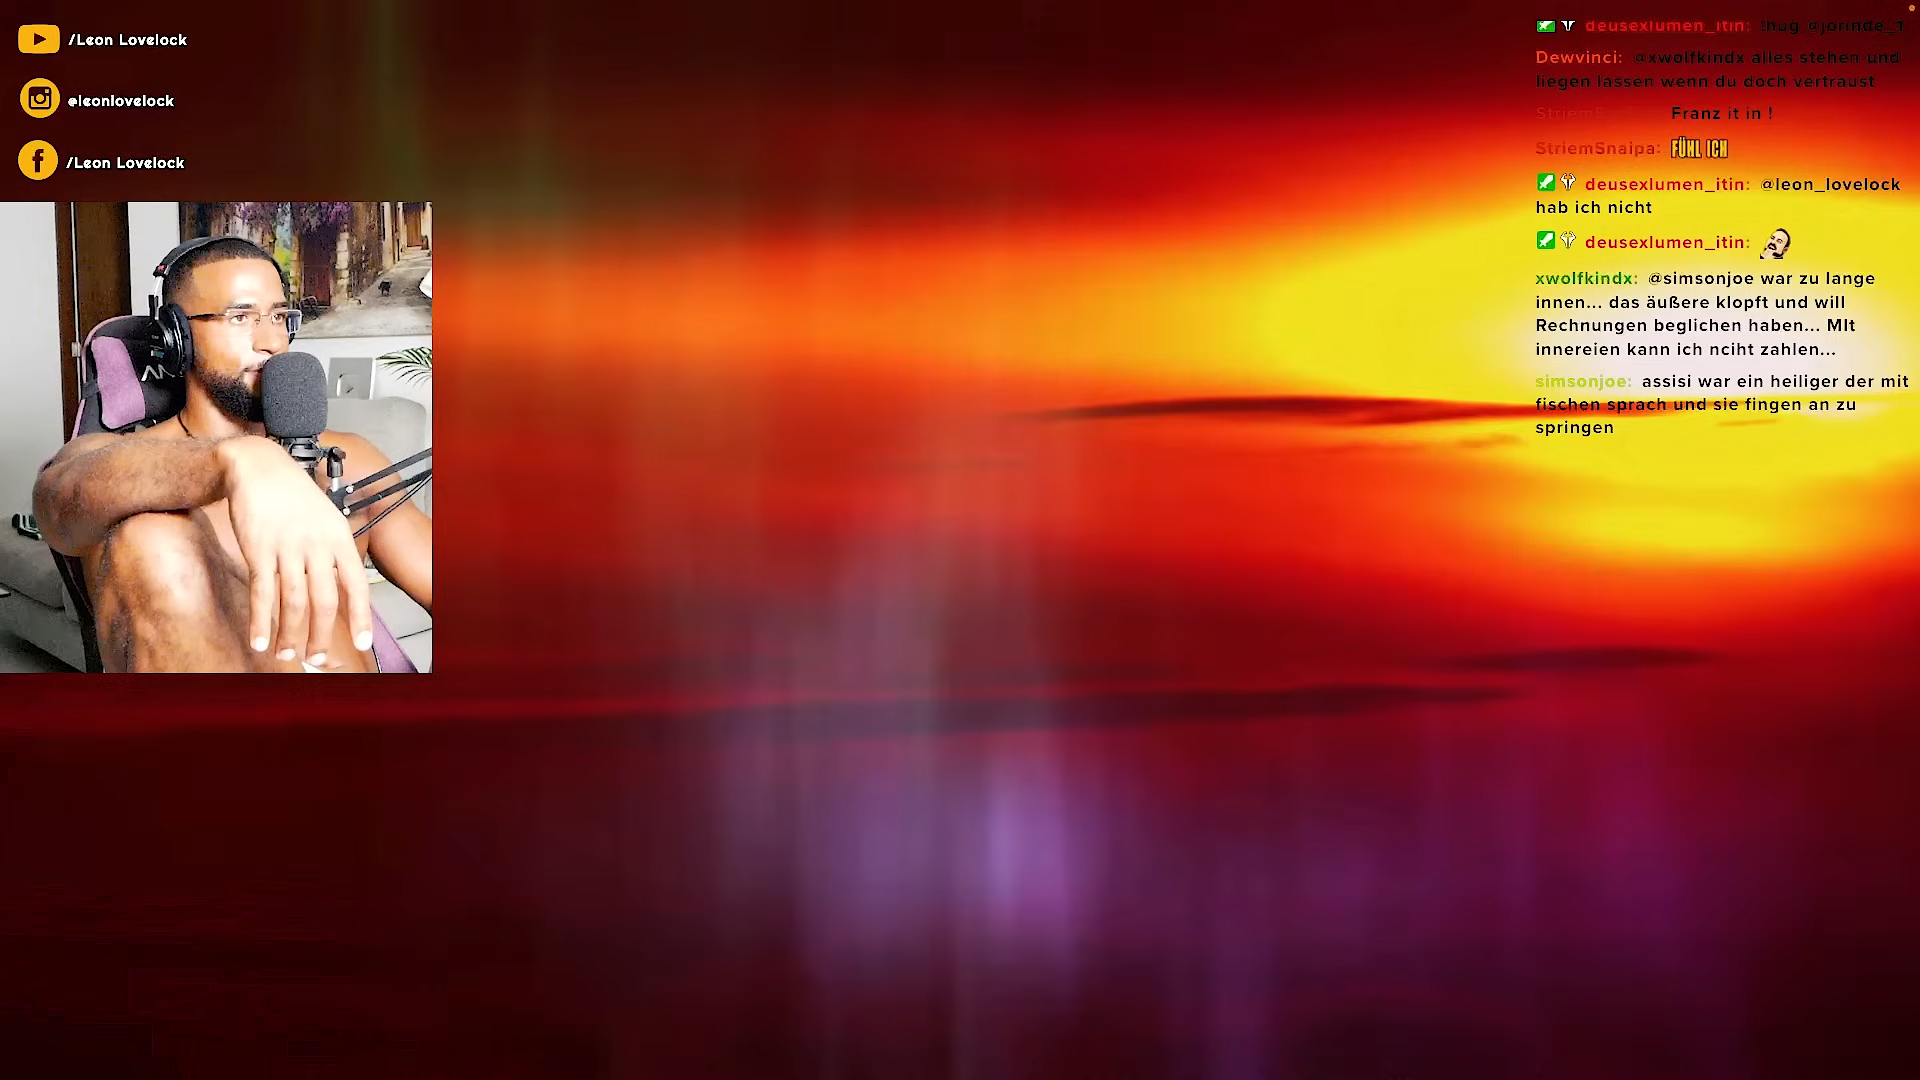 /Leon Lovelock
@leonlovelock
/Leon Lovelock
deusexlumen_itin: !hug @jorinde_1
Dewvinci: @xwolfkindx alles stehen und
liegen lassen wenn du doch vertraust
Franz it in !
StriemSnaipa: FÜHL ICH
deusexlumen_itin: @leon_lovelock
hab ich nicht
deusexlumen_itin:
xwolfkindx: @simsonjoe war zu lange
innen... das äußere klopft und will
Rechnungen beglichen haben... MIt
innereien kann ich nciht zahlen...
simsonjoe: assisi war ein heiliger der mit
fischen sprach und sie fingen an zu
springen